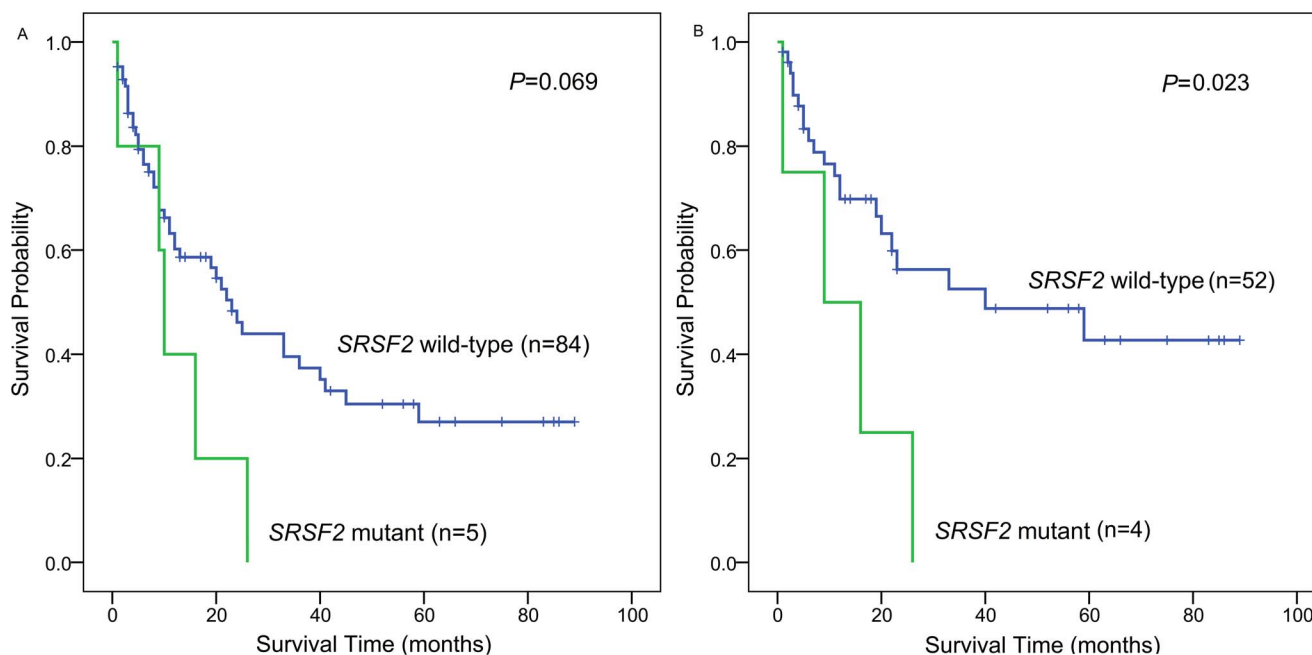 A
1.0
0.8
0.6
0.4
0.2
0.0
Survival Probability
P=0.069
SRSF2 wild-type (n=84)
SRSF2 mutant (n=5)
0 20 40 60 80 100
Survival Time (months)
B
1.0
0.8
0.6
0.4
0.2
0.0
Survival Probability
P=0.023
SRSF2 wild-type (n=52)
SRSF2 mutant (n=4)
0 20 40 60 80 100
Survival Time (months)